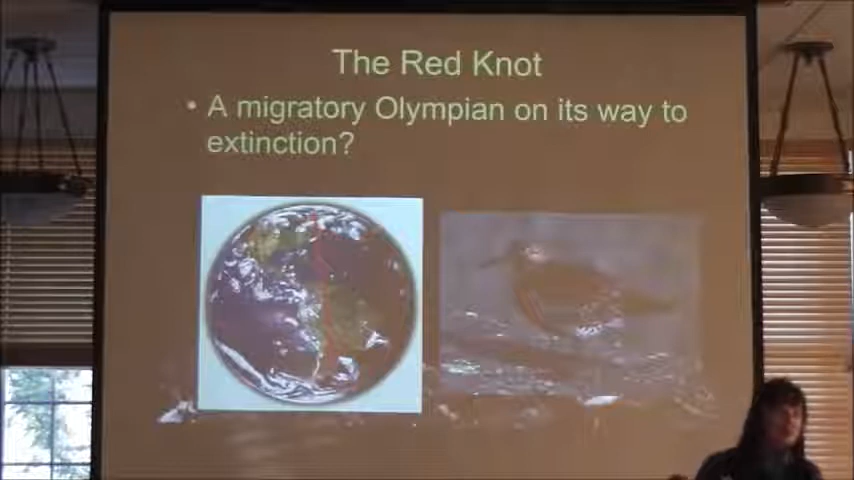 The Red Knot
• A migratory Olympian on its way to
extinction?